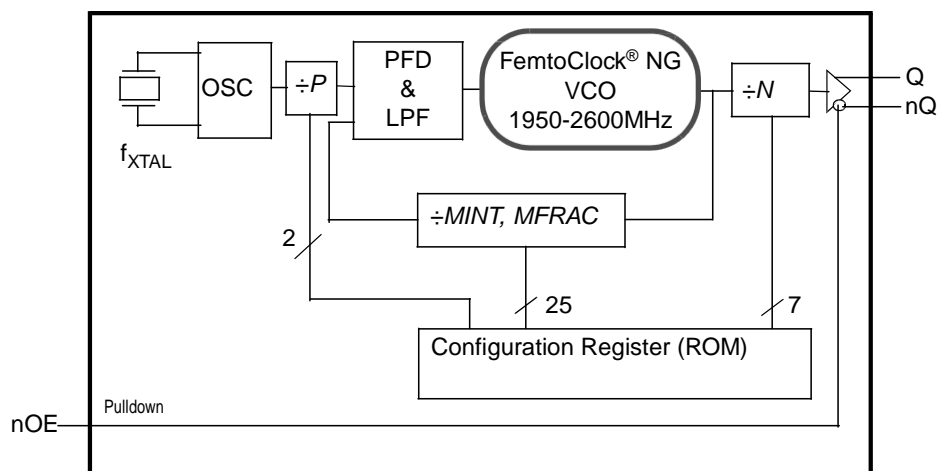 OSC
÷P
PFD
&
LPF
FemtoClock® NG
VCO
1950-2600MHz
÷N
Q
nQ
fXTAL
÷MINT, MFRAC
2
25
7
Configuration Register (ROM)
Pulldown
nOE